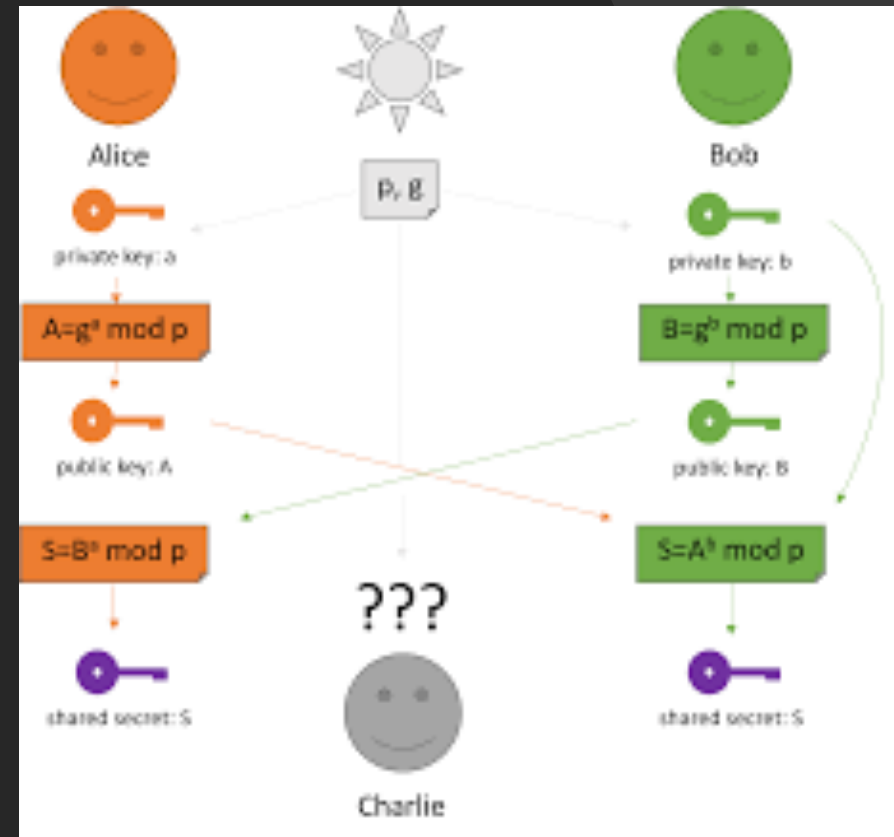 Alice
Bob
p, g
private key: a
private key: b
A=gᵃ mod p
B=gᵇ mod p
public key: A
public key: B
S=Bᵃ mod p
S=Aᵇ mod p
???
shared secret: S
shared secret: S
Charlie